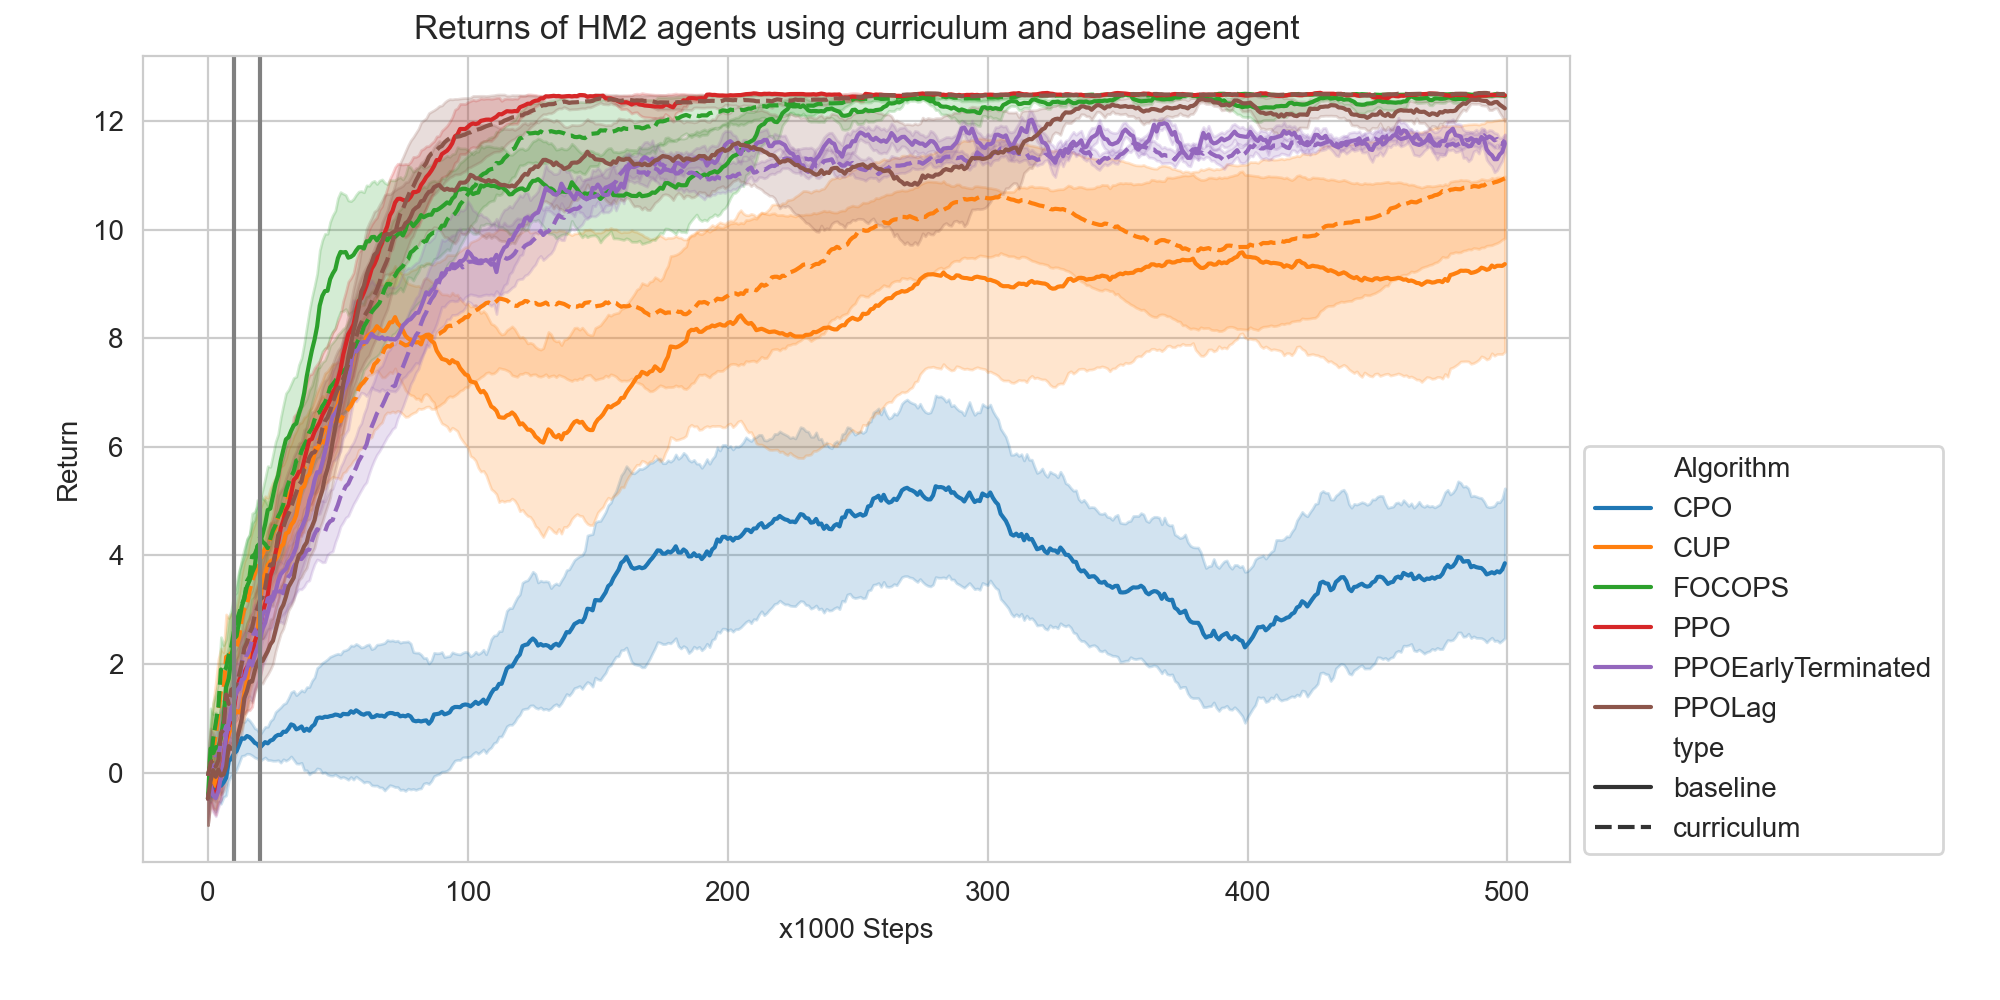 Returns of HM2 agents using curriculum and baseline agent
12
10
8
6
4
2
0
Return
0 100 200 300 400 500
x1000 Steps
Algorithm
CPO
CUP
FOCOPS
PPO
PPOEarlyTerminated
PPOLag
type
baseline
curriculum